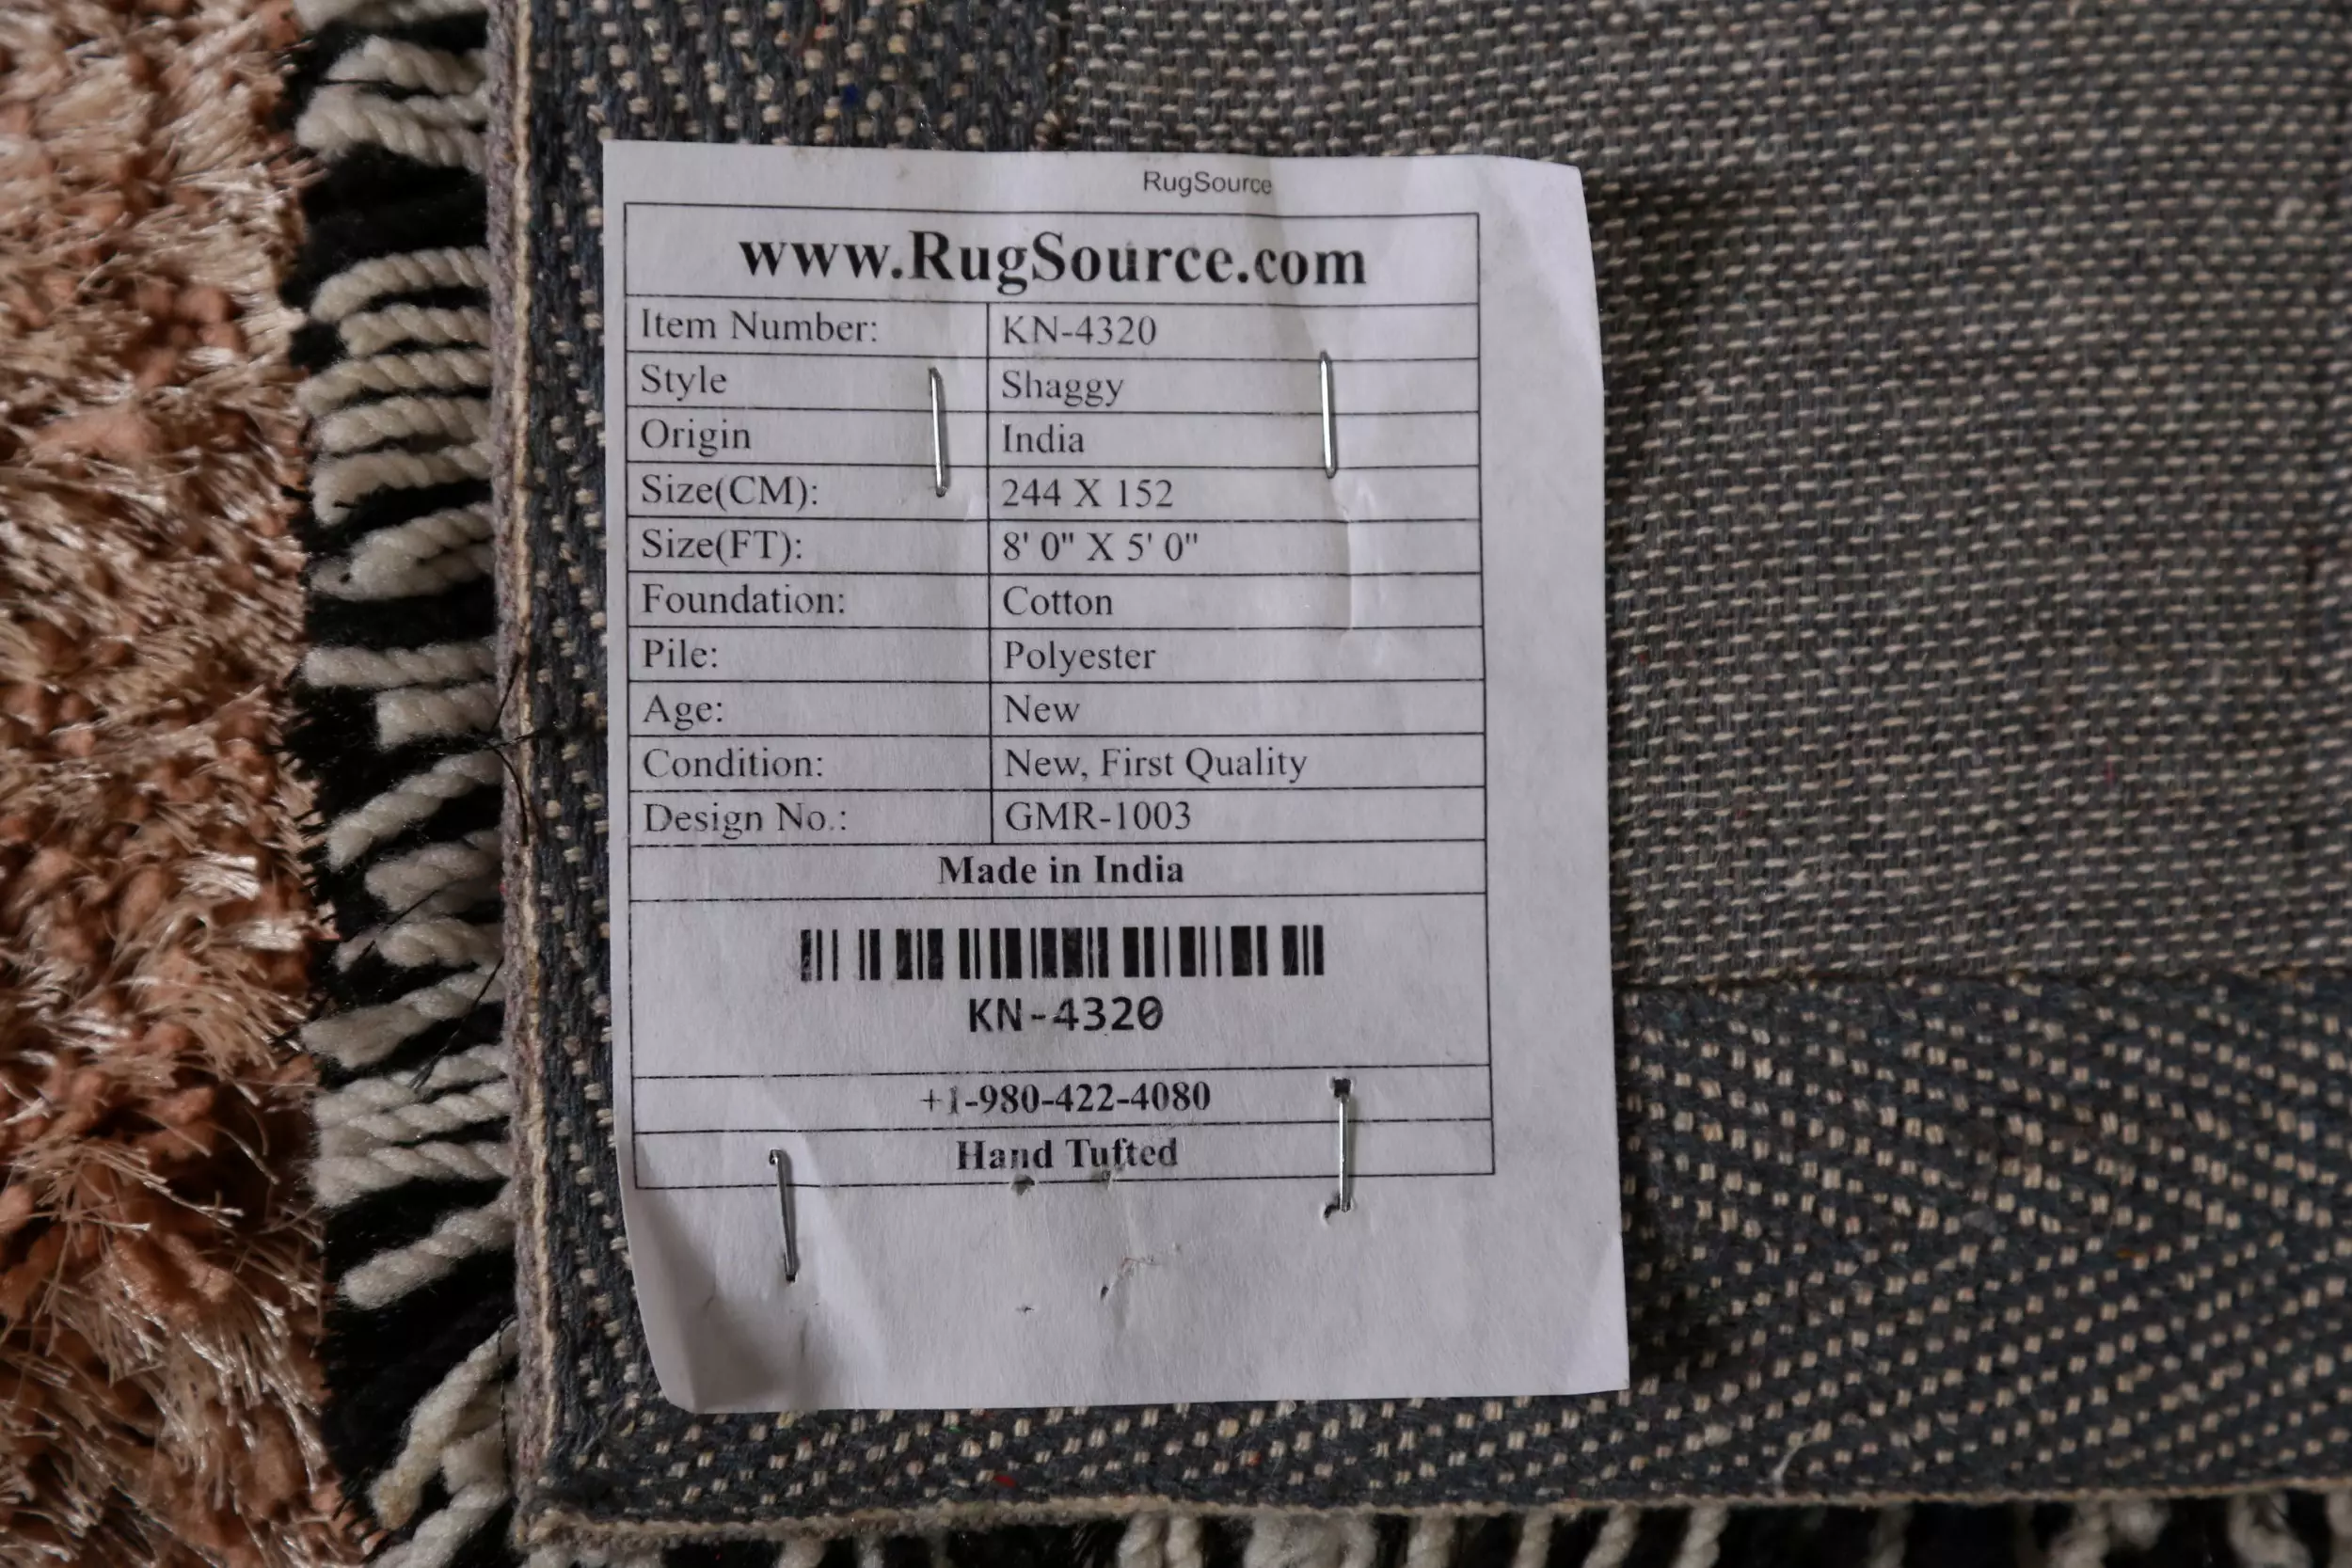 RugSource
www.RugSource.com
Item Number: KN-4320
Style Shaggy
Origin India
Size(CM): 244 X 152
Size(FT): 8' 0" X 5' 0"
Foundation: Cotton
Pile: Polyester
Age: New
Condition: New, First Quality
Design No.: GMR-1003
Made in India
KN-4320
+1-980-422-4080
Hand Tufted